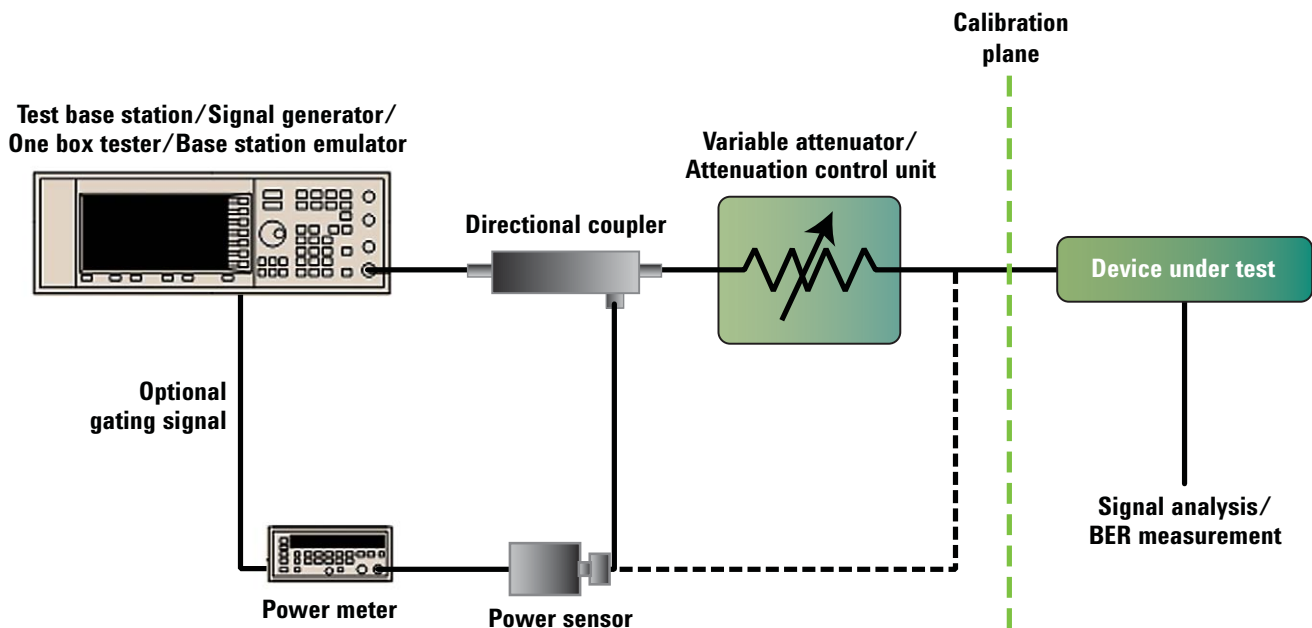 Calibration
plane
Test base station/Signal generator/
One box tester/Base station emulator
Variable attenuator/
Attenuation control unit
Directional coupler
Device under test
Optional
gating signal
Signal analysis/
BER measurement
Power meter
Power sensor